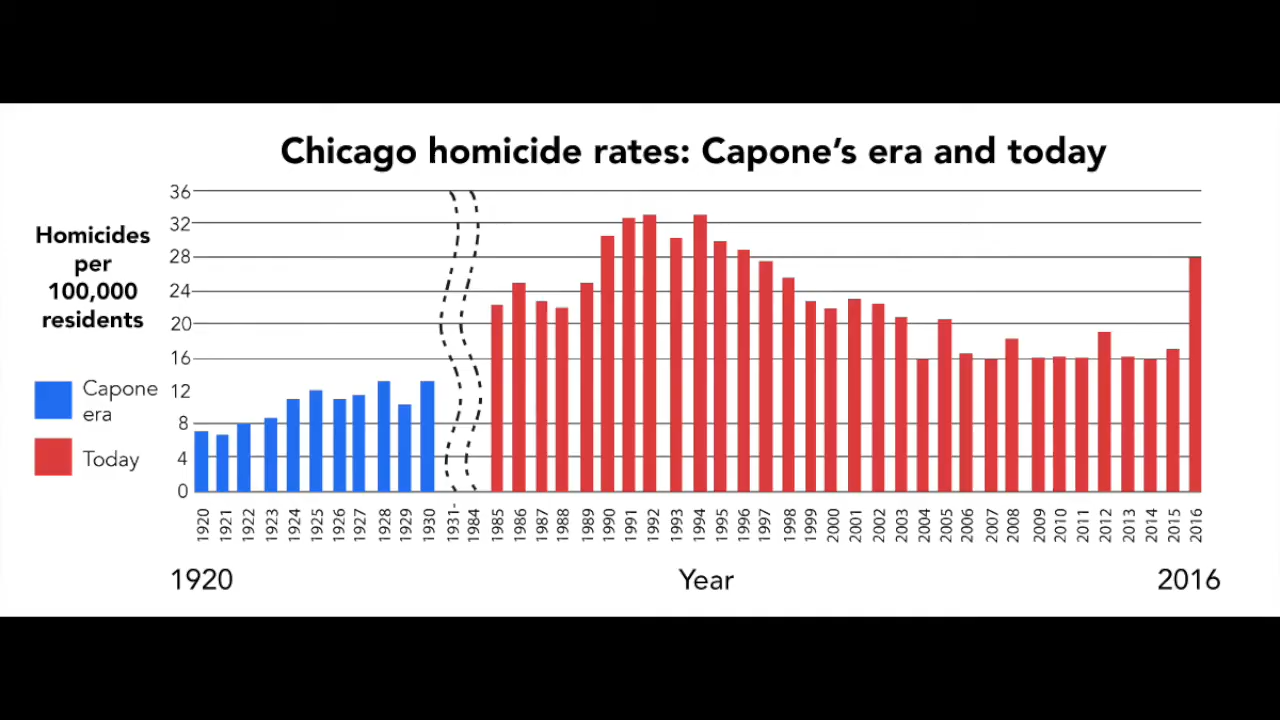 Chicago homicide rates: Capone's era and today
Homicides
per
100,000
residents
36
32
28
24
20
16
12
8
4
0
Capone
era
Today
1920 1921 1922 1923 1924 1925 1926 1927 1928 1929 1930 1931- 1984 1985 1986 1987 1988 1989 1990 1991 1992 1993 1994 1995 1996 1997 1998 1999 2000 2001 2002 2003 2004 2005 2006 2007 2008 2009 2010 2011 2012 2013 2014 2015 2016
1920 Year 2016